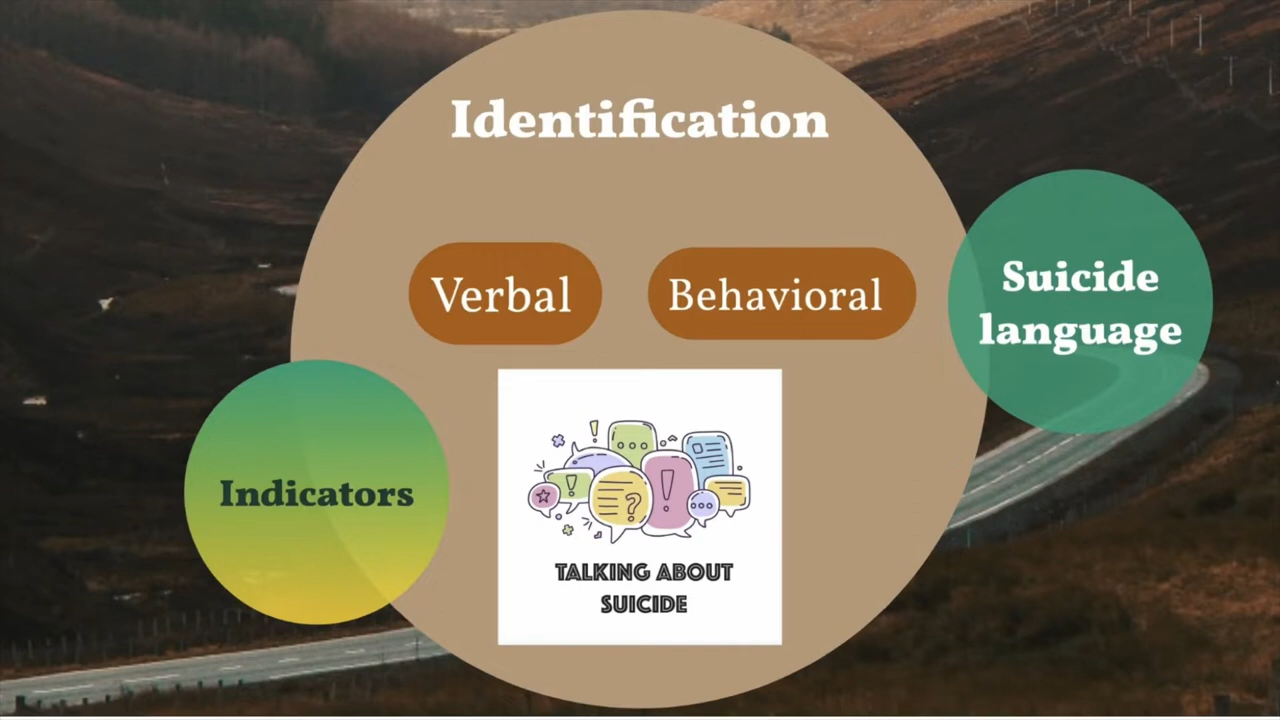 Identification
Verbal
Behavioral
Suicide
language
Indicators
TALKING ABOUT
SUICIDE